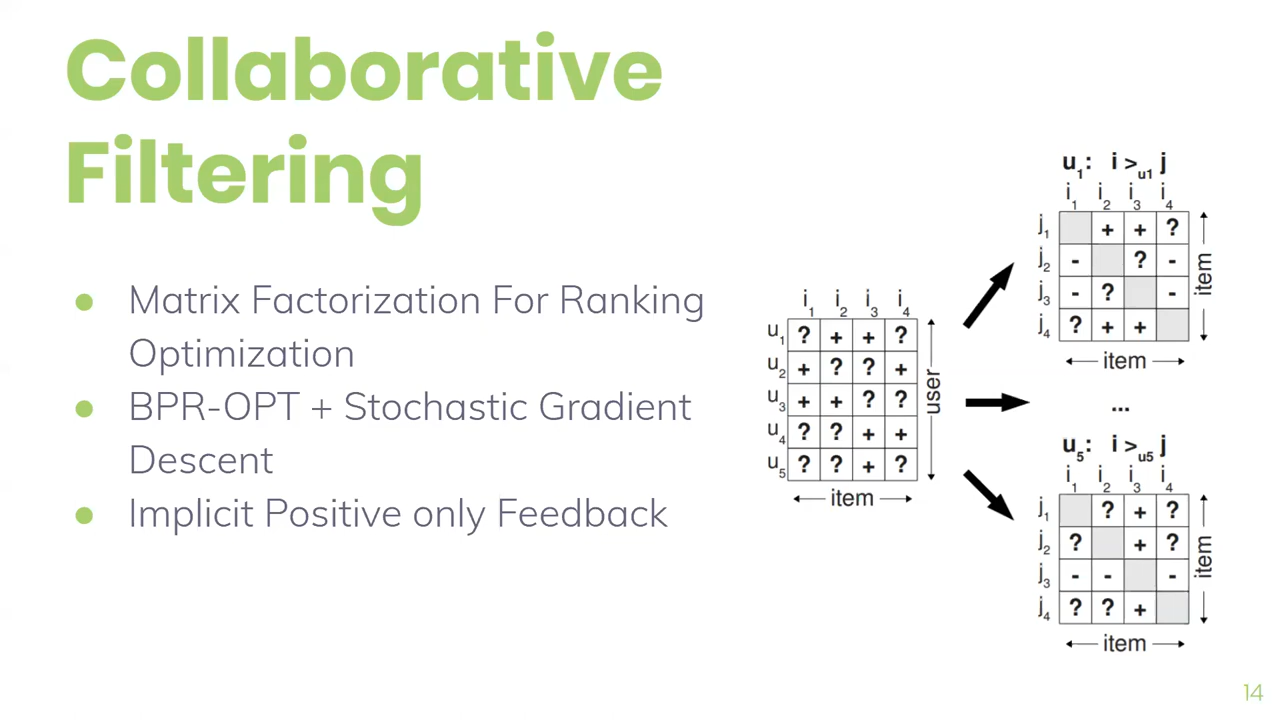 Collaborative
Filtering
● Matrix Factorization For Ranking
Optimization
● BPR-OPT + Stochastic Gradient
Descent
● Implicit Positive only Feedback
i1 i2 i3 i4
u1 ? + + ?
u2 + ? ? +
u3 + + ? ?
u4 ? ? + +
u5 ? ? + ?
user
item
u1: i >u1 j
i1 i2 i3 i4
j1 + + ?
j2 - ? -
j3 - ? -
j4 ? + +
item
item
...
u5: i >u5 j
i1 i2 i3 i4
j1 ? + ?
j2 ? + ?
j3 - - -
j4 ? ? +
item
item
14